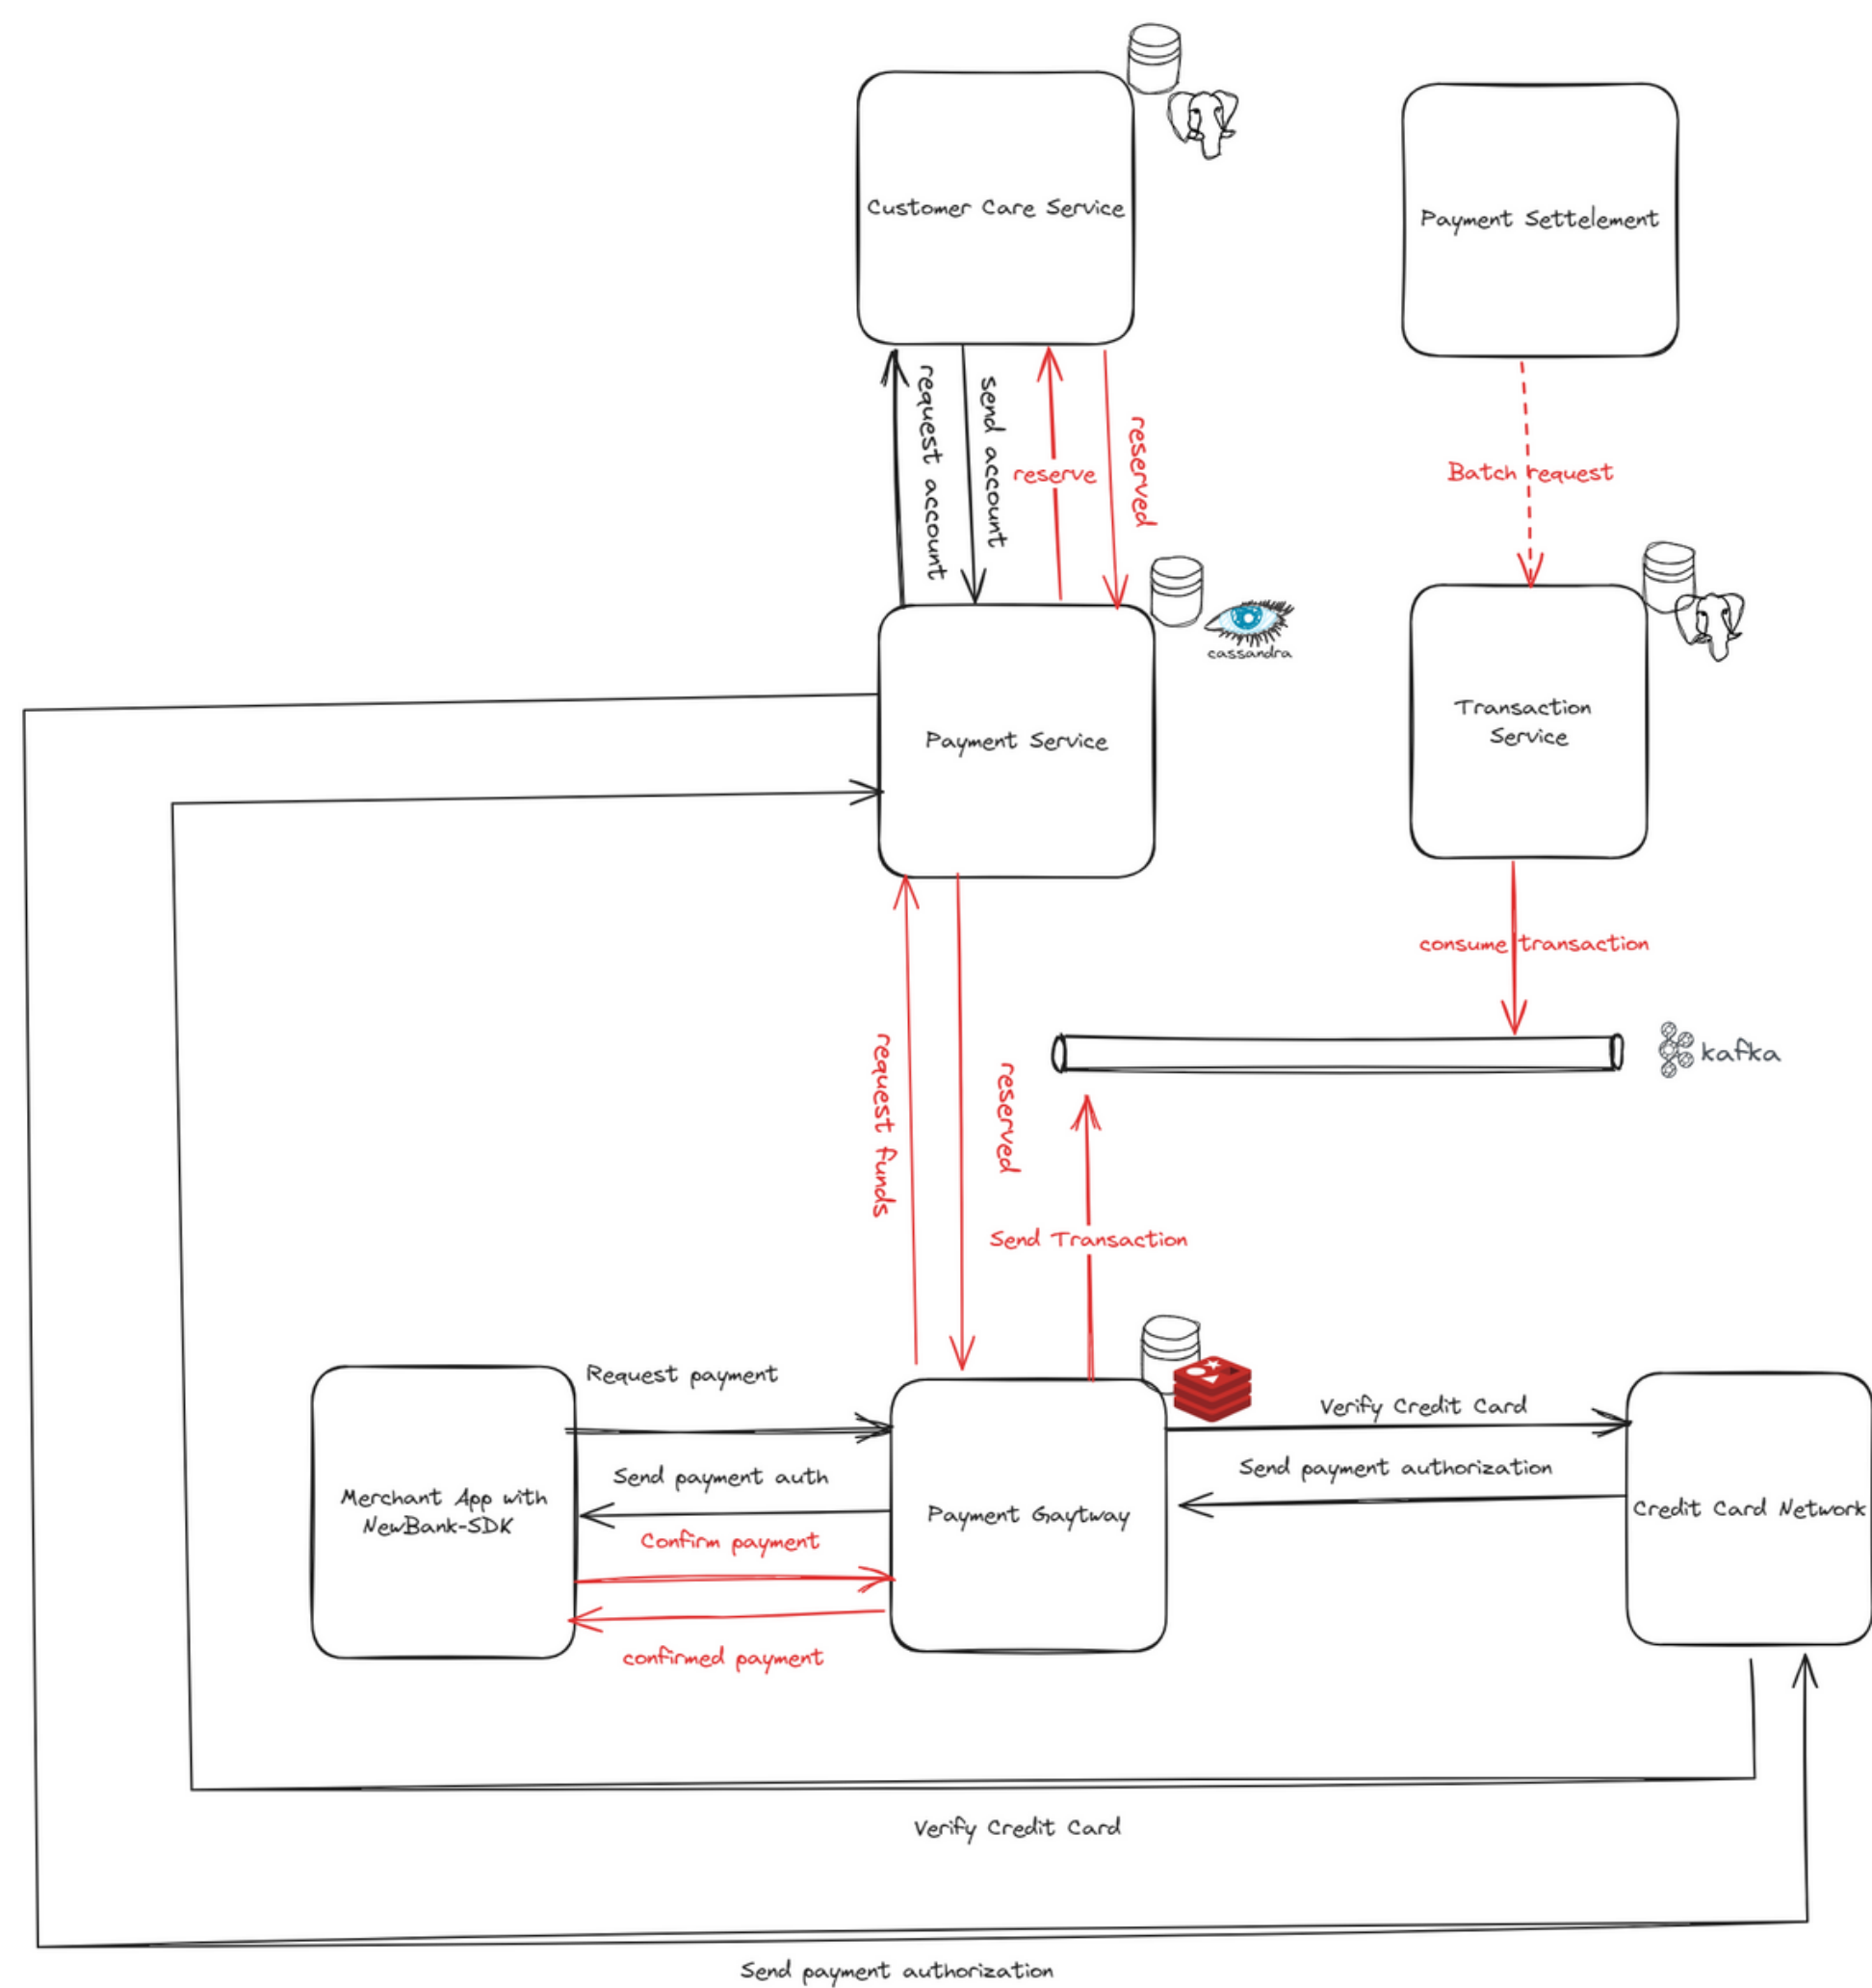 Customer Care Service
Payment Settelement
request account
send account
reserve
reserved
Batch request
cassandra
Payment Service
Transaction
Service
consume transaction
kafka
request funds
reserved
Send Transaction
Request payment
Verify Credit Card
Send payment auth
Send payment authorization
Merchant App with
NewBank-SDK
Payment Gaytway
Credit Card Network
Confirm payment
confirmed payment
Verify Credit Card
Send payment authorization